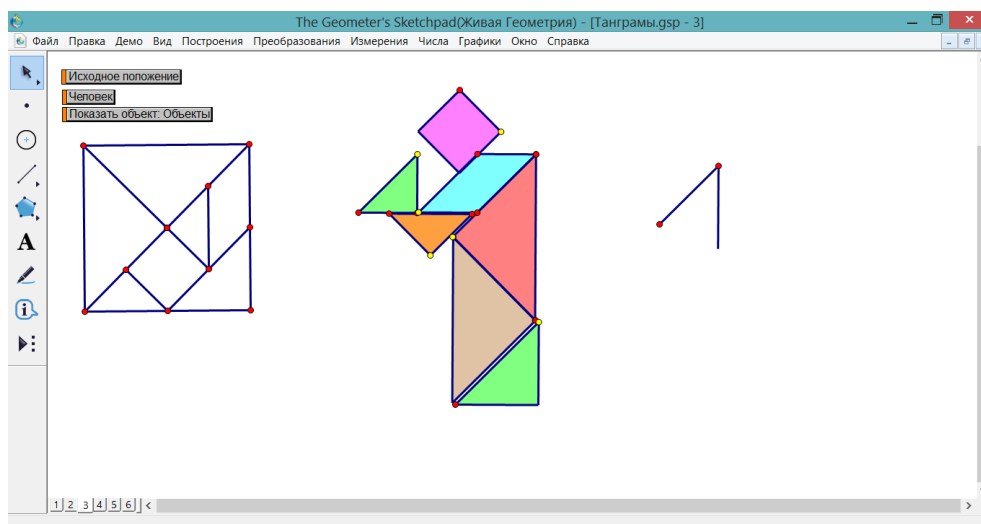 The Geometer's Sketchpad(Живая Геометрия) - [Танграмы.gsp - 3]
Файл Правка Демо Вид Построения Преобразования Измерения Числа Графики Окно Справка
Исходное положение
Человек
Показать объект: Объекты
A
1 2 3 4 5 6